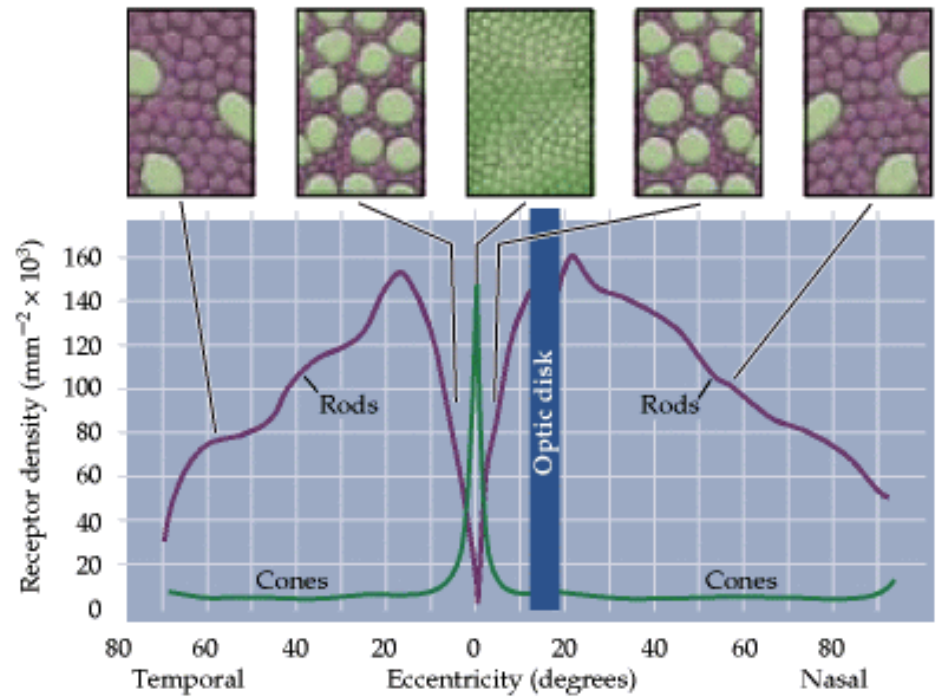 Receptor density (mm⁻² × 10³)
160
140
120
100
80
60
40
20
0
Rods
Rods
Optic disk
Cones
Cones
80 60 40 20 0 20 40 60 80
Temporal Eccentricity (degrees) Nasal